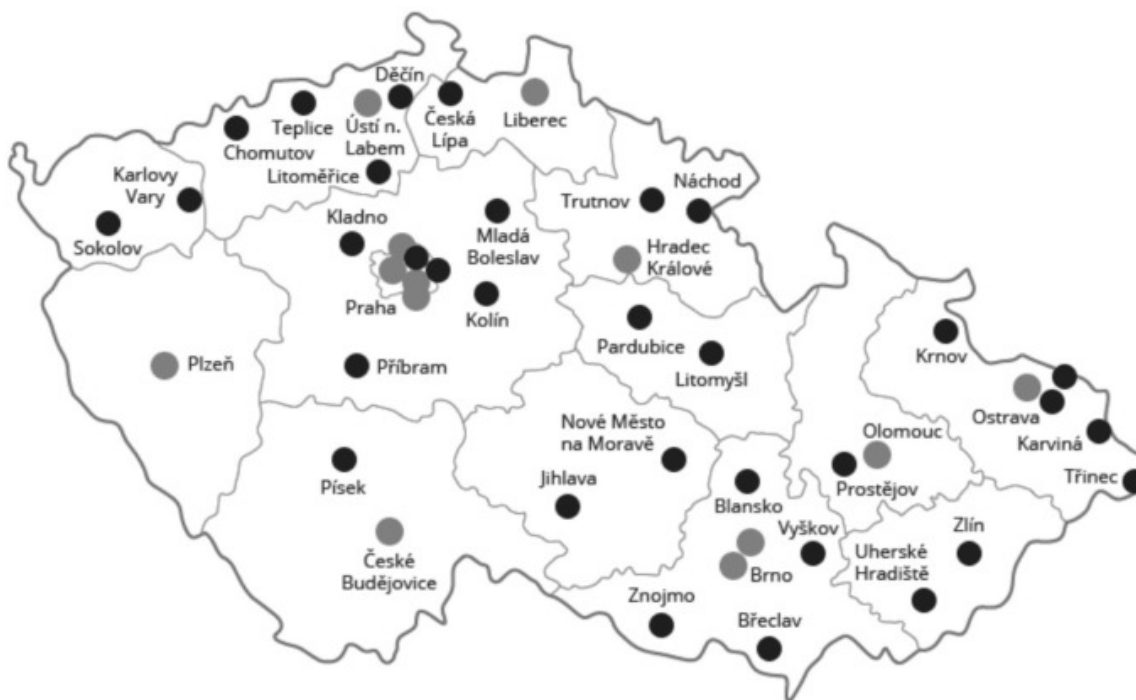 Děčín
Teplice
Ústí n.
Labem
Česká
Lípa
Liberec
Chomutov
Litoměřice
Karlovy
Vary
Sokolov
Trutnov
Náchod
Kladno
Mladá
Boleslav
Hradec
Králové
Praha
Kolín
Plzeň
Příbram
Pardubice
Litomyšl
Krnov
Ostrava
Karviná
Třinec
Nové Město
na Moravě
Olomouc
Prostějov
Písek
Jihlava
Blansko
Vyškov
Zlín
Uherské
Hradiště
České
Budějovice
Brno
Znojmo
Břeclav